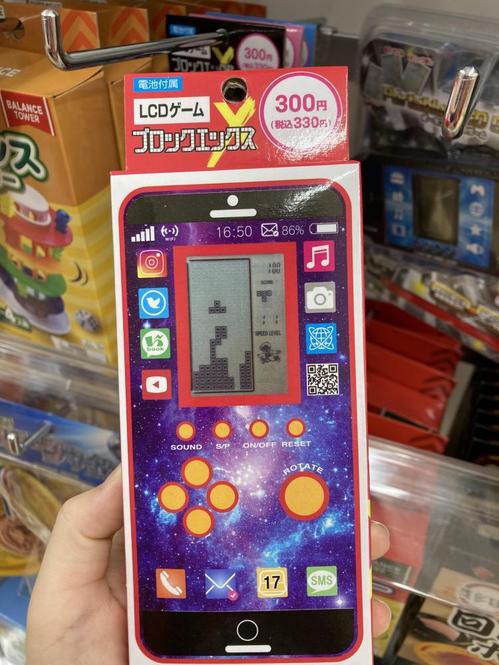 電池付属
LCDゲーム
ブロックエックス
Y
300円
(税込330円)
300円
BALANCE
TOWER
WiFi
16:50
86%
book
SCORE
SPEED LEVEL
SOUND
S/P
ON/OFF
RESET
ROTATE
17
SMS